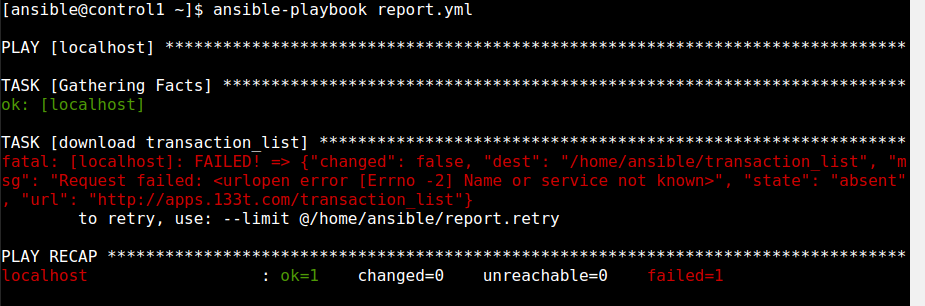 [ansible@control1 ~]$ ansible-playbook report.yml
PLAY [localhost] *****************************************************************************
TASK [Gathering Facts] ***********************************************************************
ok: [localhost]
TASK [download transaction_list] *************************************************************
fatal: [localhost]: FAILED! => {"changed": false, "dest": "/home/ansible/transaction_list", "m
sg": "Request failed: <urlopen error [Errno -2] Name or service not known>", "state": "absent"
, "url": "http://apps.133t.com/transaction_list"}
        to retry, use: --limit @/home/ansible/report.retry
PLAY RECAP ***********************************************************************************
localhost                  : ok=1    changed=0    unreachable=0    failed=1